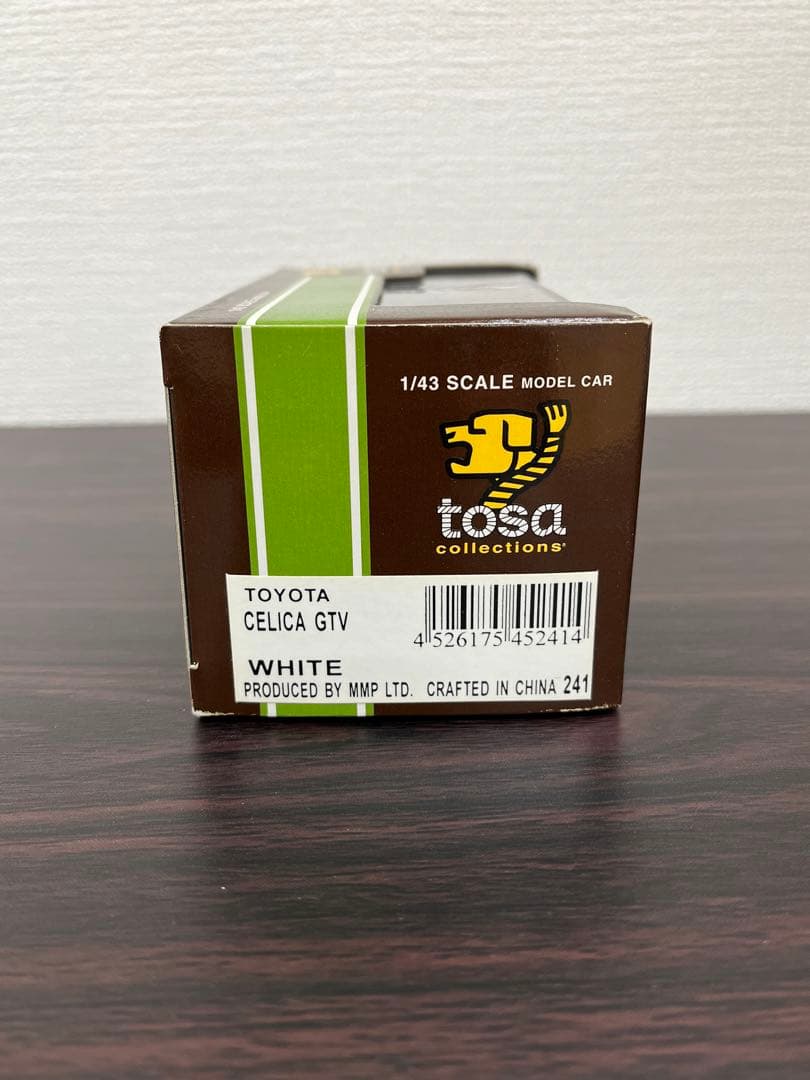 1/43 SCALE MODEL CAR
tosa
collections
TOYOTA
CELICA GTV
4 526175 452414
WHITE
PRODUCED BY MMP LTD. CRAFTED IN CHINA 241